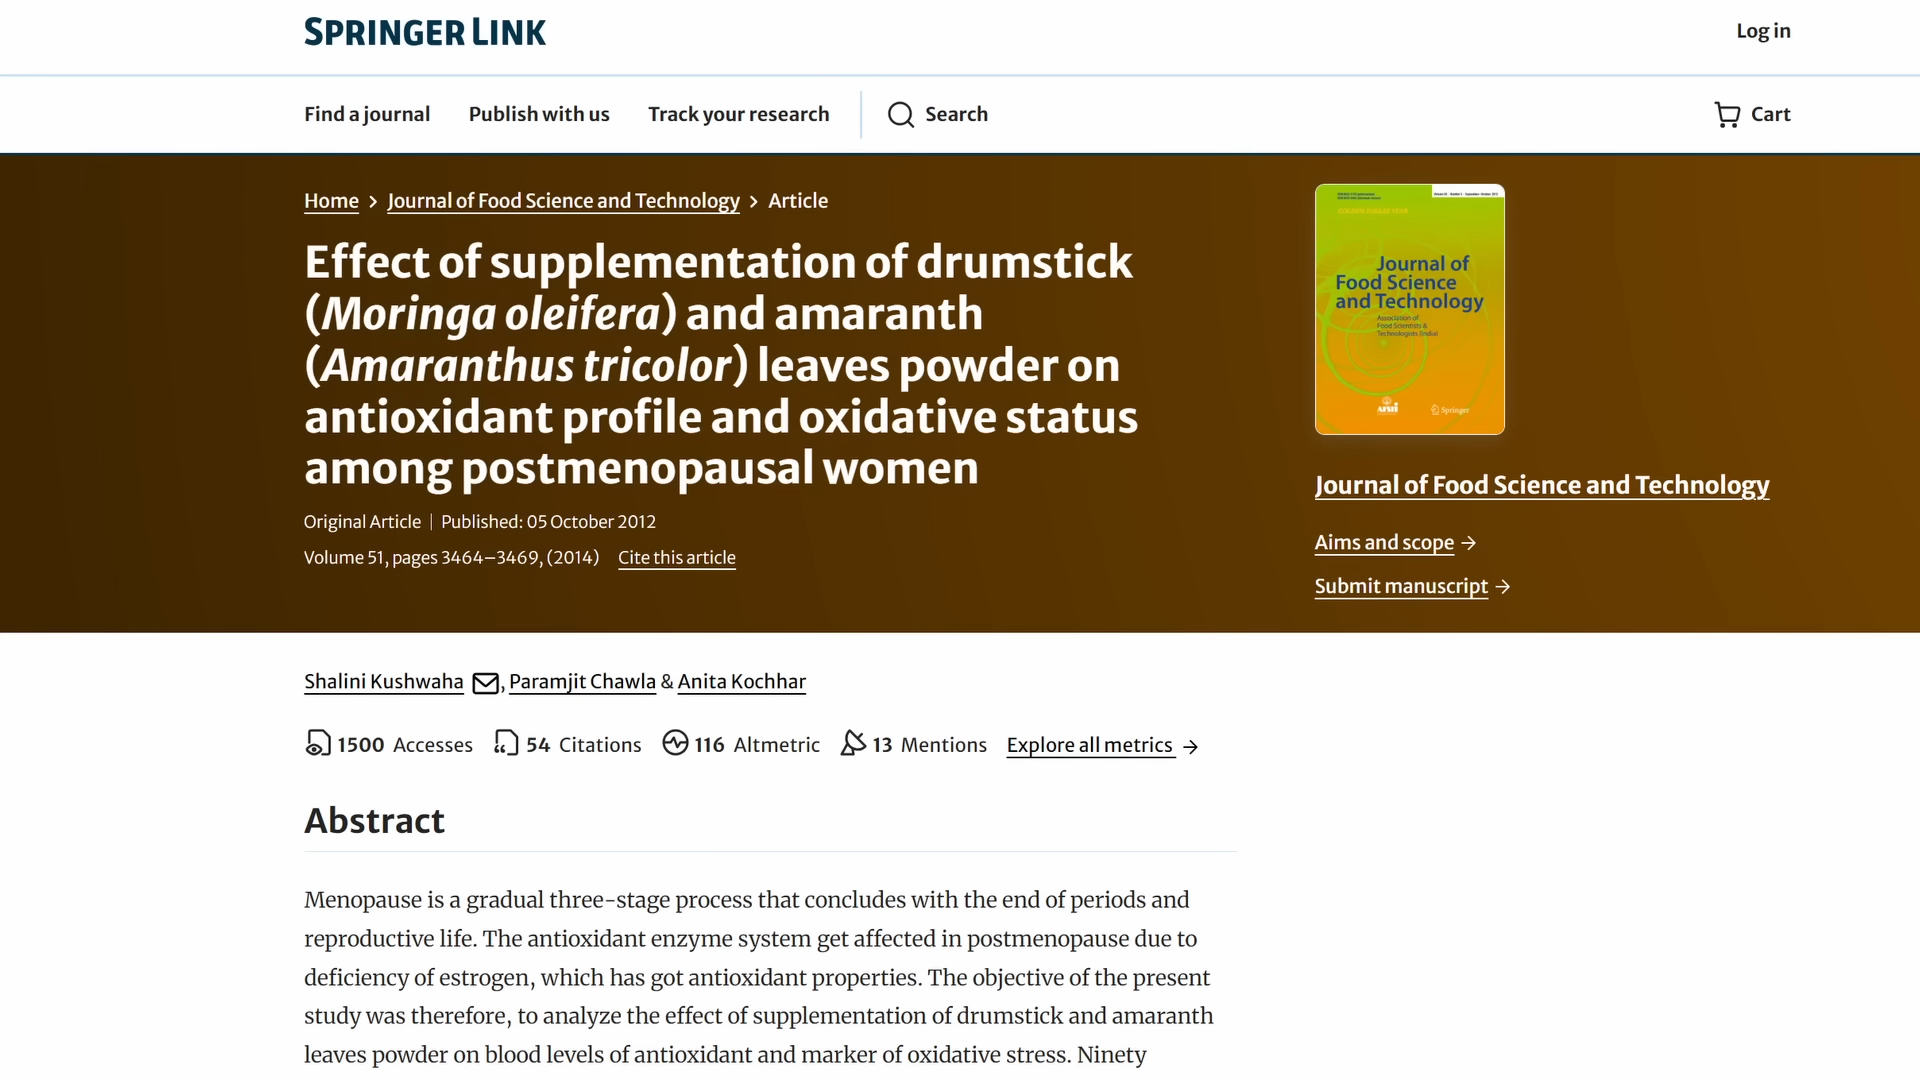 SPRINGER LINK
Log in
Find a journal
Publish with us
Track your research
Search
Cart
Home > Journal of Food Science and Technology > Article
Effect of supplementation of drumstick
(Moringa oleifera) and amaranth
(Amaranthus tricolor) leaves powder on
antioxidant profile and oxidative status
among postmenopausal women
Original Article | Published: 05 October 2012
Volume 51, pages 3464–3469, (2014) Cite this article
Journal of
Food Science
and Technology
Association of
Food Scientists &
Technologists (India)
Springer
Journal of Food Science and Technology
Aims and scope →
Submit manuscript →
Shalini Kushwaha, Paramjit Chawla & Anita Kochhar
1500 Accesses 54 Citations 116 Altmetric 13 Mentions Explore all metrics →
Abstract
Menopause is a gradual three-stage process that concludes with the end of periods and
reproductive life. The antioxidant enzyme system get affected in postmenopause due to
deficiency of estrogen, which has got antioxidant properties. The objective of the present
study was therefore, to analyze the effect of supplementation of drumstick and amaranth
leaves powder on blood levels of antioxidant and marker of oxidative stress. Ninety